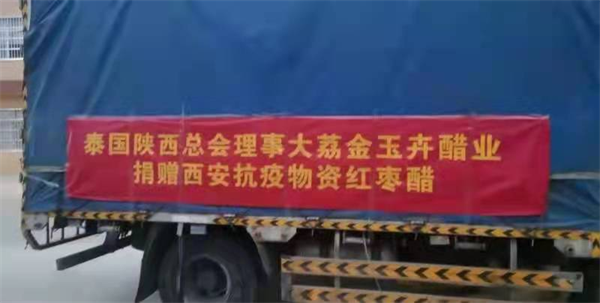 泰国陕西总会理事大荔金玉卉醋业
捐赠西安抗疫物资红枣醋